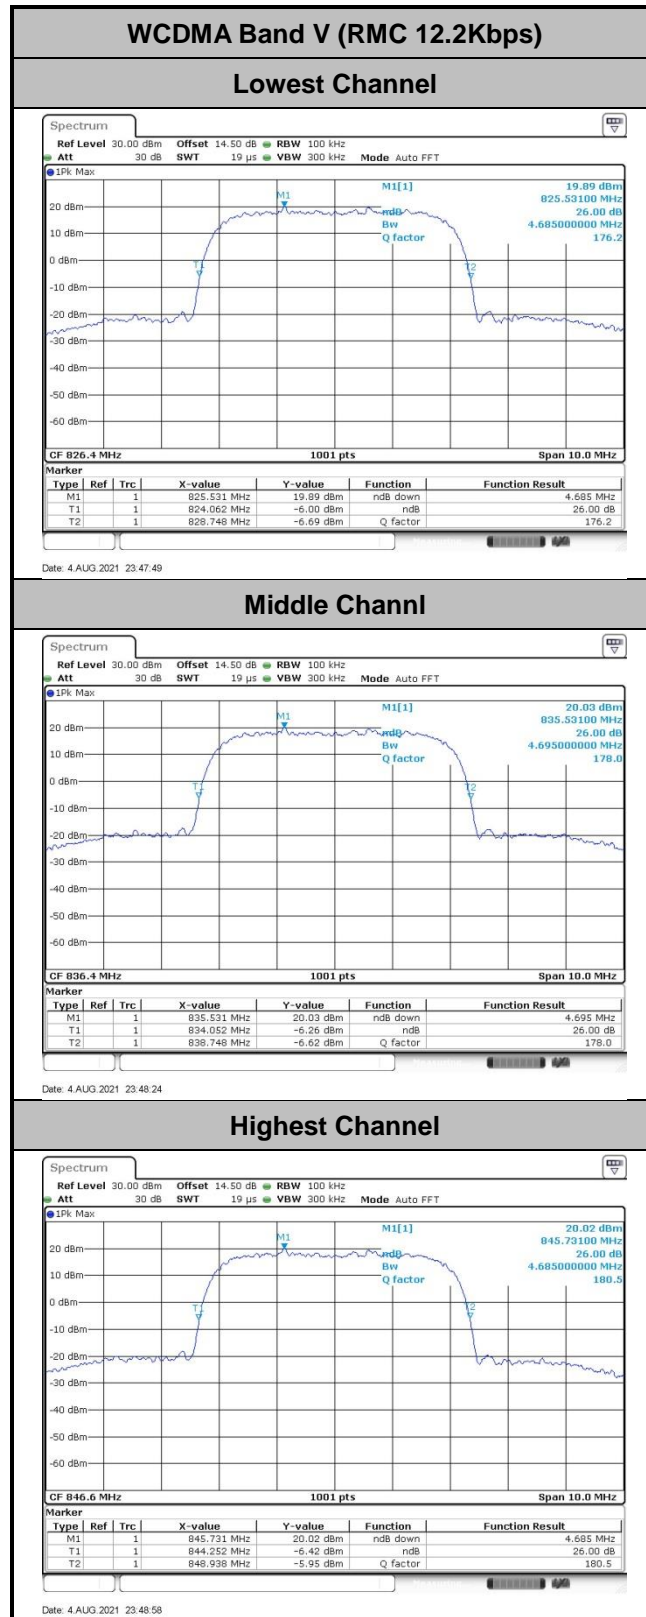 WCDMA Band V (RMC 12.2Kbps)
Lowest Channel
Spectrum
Ref Level 30.00 dBm Offset 14.50 dB RBW 100 kHz
Att 30 dB SWT 19 µs VBW 300 kHz Mode Auto FFT
1Pk Max
M1[1] 19.89 dBm
825.53100 MHz
M1
20 dBm
ndB 26.00 dB
Bw 4.685000000 MHz
10 dBm
Q factor 176.2
0 dBm
T1
T2
-10 dBm
-20 dBm
-30 dBm
-40 dBm
-50 dBm
-60 dBm
CF 826.4 MHz 1001 pts Span 10.0 MHz
Marker
Type Ref Trc X-value Y-value Function Function Result
M1 1 825.531 MHz 19.89 dBm ndB down 4.685 MHz
T1 1 824.062 MHz -6.00 dBm ndB 26.00 dB
T2 1 828.748 MHz -6.69 dBm Q factor 176.2
Date: 4.AUG.2021 23:47:49
Middle Channl
Spectrum
Ref Level 30.00 dBm Offset 14.50 dB RBW 100 kHz
Att 30 dB SWT 19 µs VBW 300 kHz Mode Auto FFT
1Pk Max
M1[1] 20.03 dBm
835.53100 MHz
M1
20 dBm
ndB 26.00 dB
Bw 4.695000000 MHz
10 dBm
Q factor 178.0
0 dBm
T1
T2
-10 dBm
-20 dBm
-30 dBm
-40 dBm
-50 dBm
-60 dBm
CF 836.4 MHz 1001 pts Span 10.0 MHz
Marker
Type Ref Trc X-value Y-value Function Function Result
M1 1 835.531 MHz 20.03 dBm ndB down 4.695 MHz
T1 1 834.052 MHz -6.26 dBm ndB 26.00 dB
T2 1 838.748 MHz -6.62 dBm Q factor 178.0
Date: 4.AUG.2021 23:48:24
Highest Channel
Spectrum
Ref Level 30.00 dBm Offset 14.50 dB RBW 100 kHz
Att 30 dB SWT 19 µs VBW 300 kHz Mode Auto FFT
1Pk Max
M1[1] 20.02 dBm
845.73100 MHz
M1
20 dBm
ndB 26.00 dB
Bw 4.685000000 MHz
10 dBm
Q factor 180.5
0 dBm
T1
T2
-10 dBm
-20 dBm
-30 dBm
-40 dBm
-50 dBm
-60 dBm
CF 846.6 MHz 1001 pts Span 10.0 MHz
Marker
Type Ref Trc X-value Y-value Function Function Result
M1 1 845.731 MHz 20.02 dBm ndB down 4.685 MHz
T1 1 844.252 MHz -6.42 dBm ndB 26.00 dB
T2 1 848.938 MHz -5.95 dBm Q factor 180.5
Date: 4.AUG.2021 23:48:58